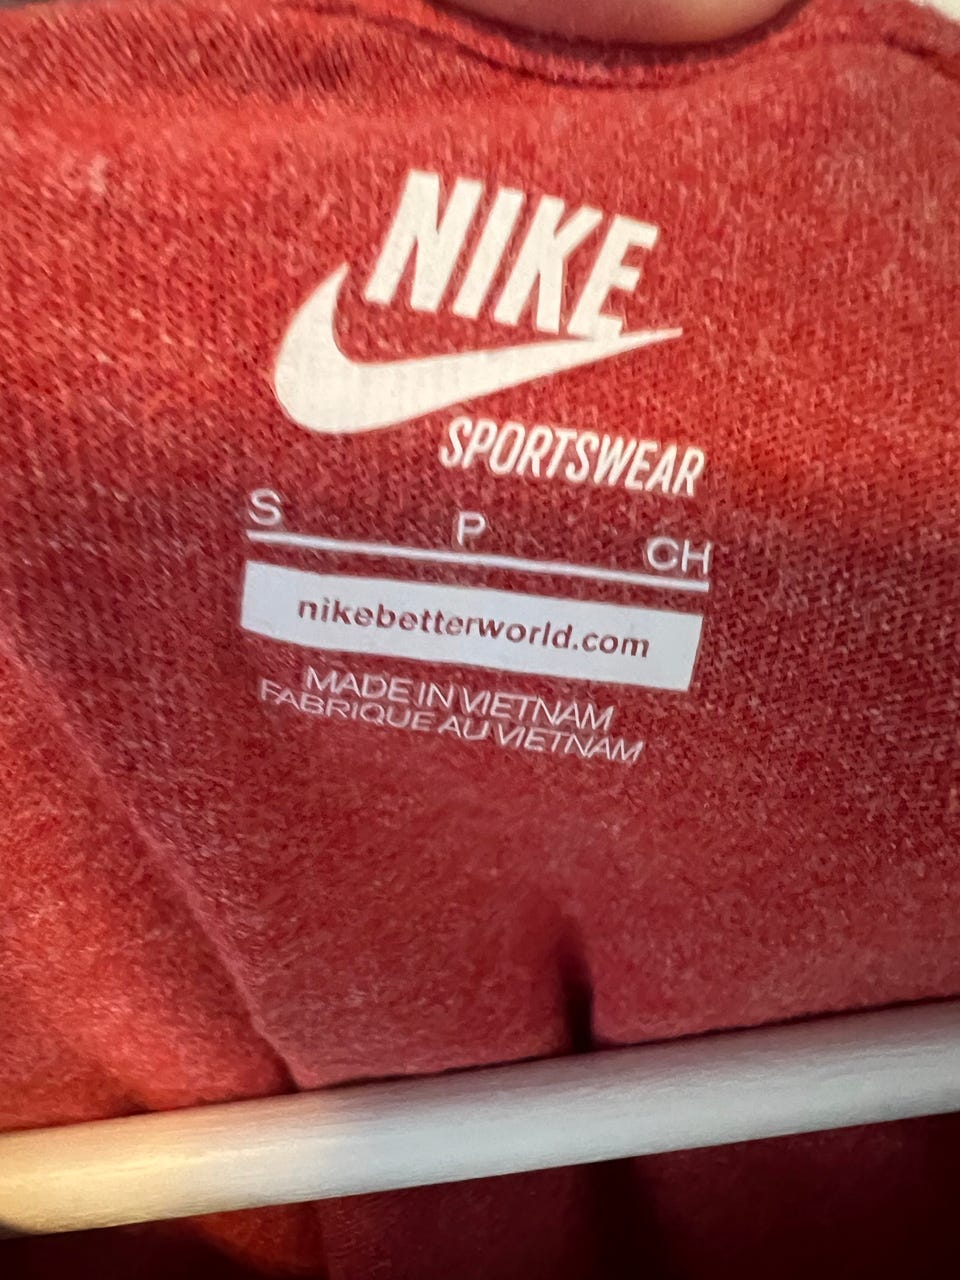 NIKE
SPORTSWEAR
S P CH
nikebetterworld.com
MADE IN VIETNAM
FABRIQUE AU VIETNAM